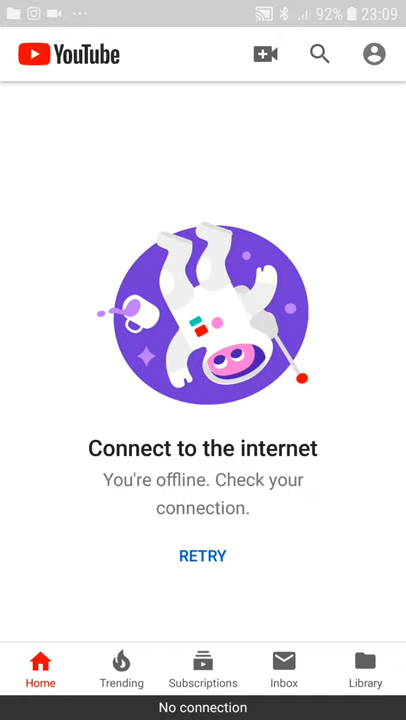 92% 23:09
YouTube
Connect to the internet
You're offline. Check your
connection.
RETRY
Home Trending Subscriptions Inbox Library
No connection